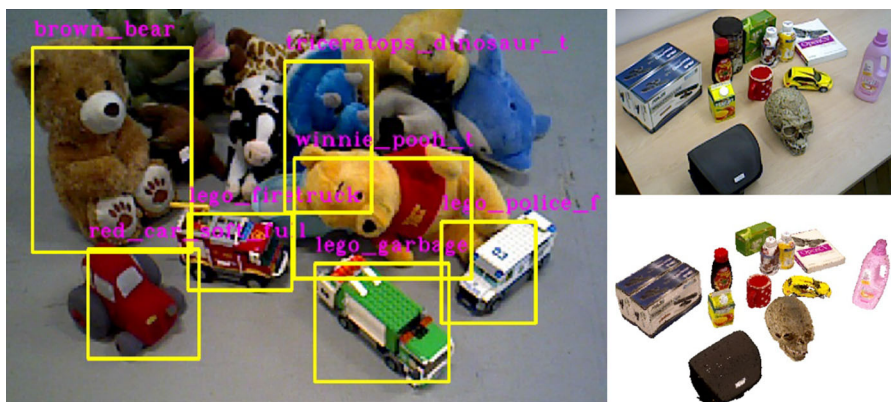 brown_bear
triceratops_dinosaur_t
winnie_pooh_t
lego_firetruck
lego_police_f
red_car_soft_full
lego_garbage